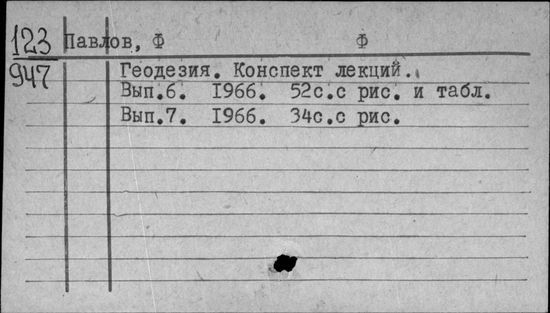 123 Павлов, Ф Ф
947 Геодезия. Конспект лекций.
Вып.6. 1966. 52с.с рис. и табл.
Вып.7. 1966. 34с.с рис.